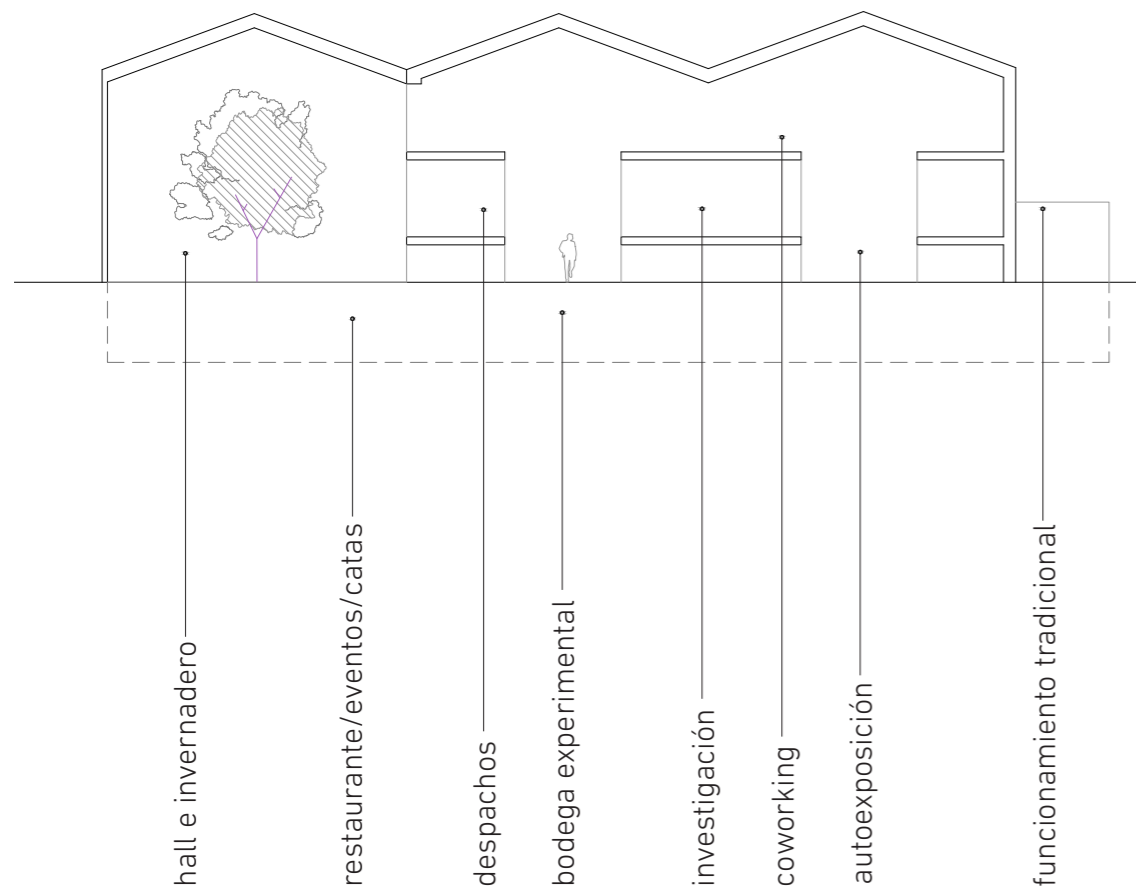 hall e invernadero
restaurante/eventos/catas
despachos
bodega experimental
investigación
coworking
autoexposición
funcionamiento tradicional